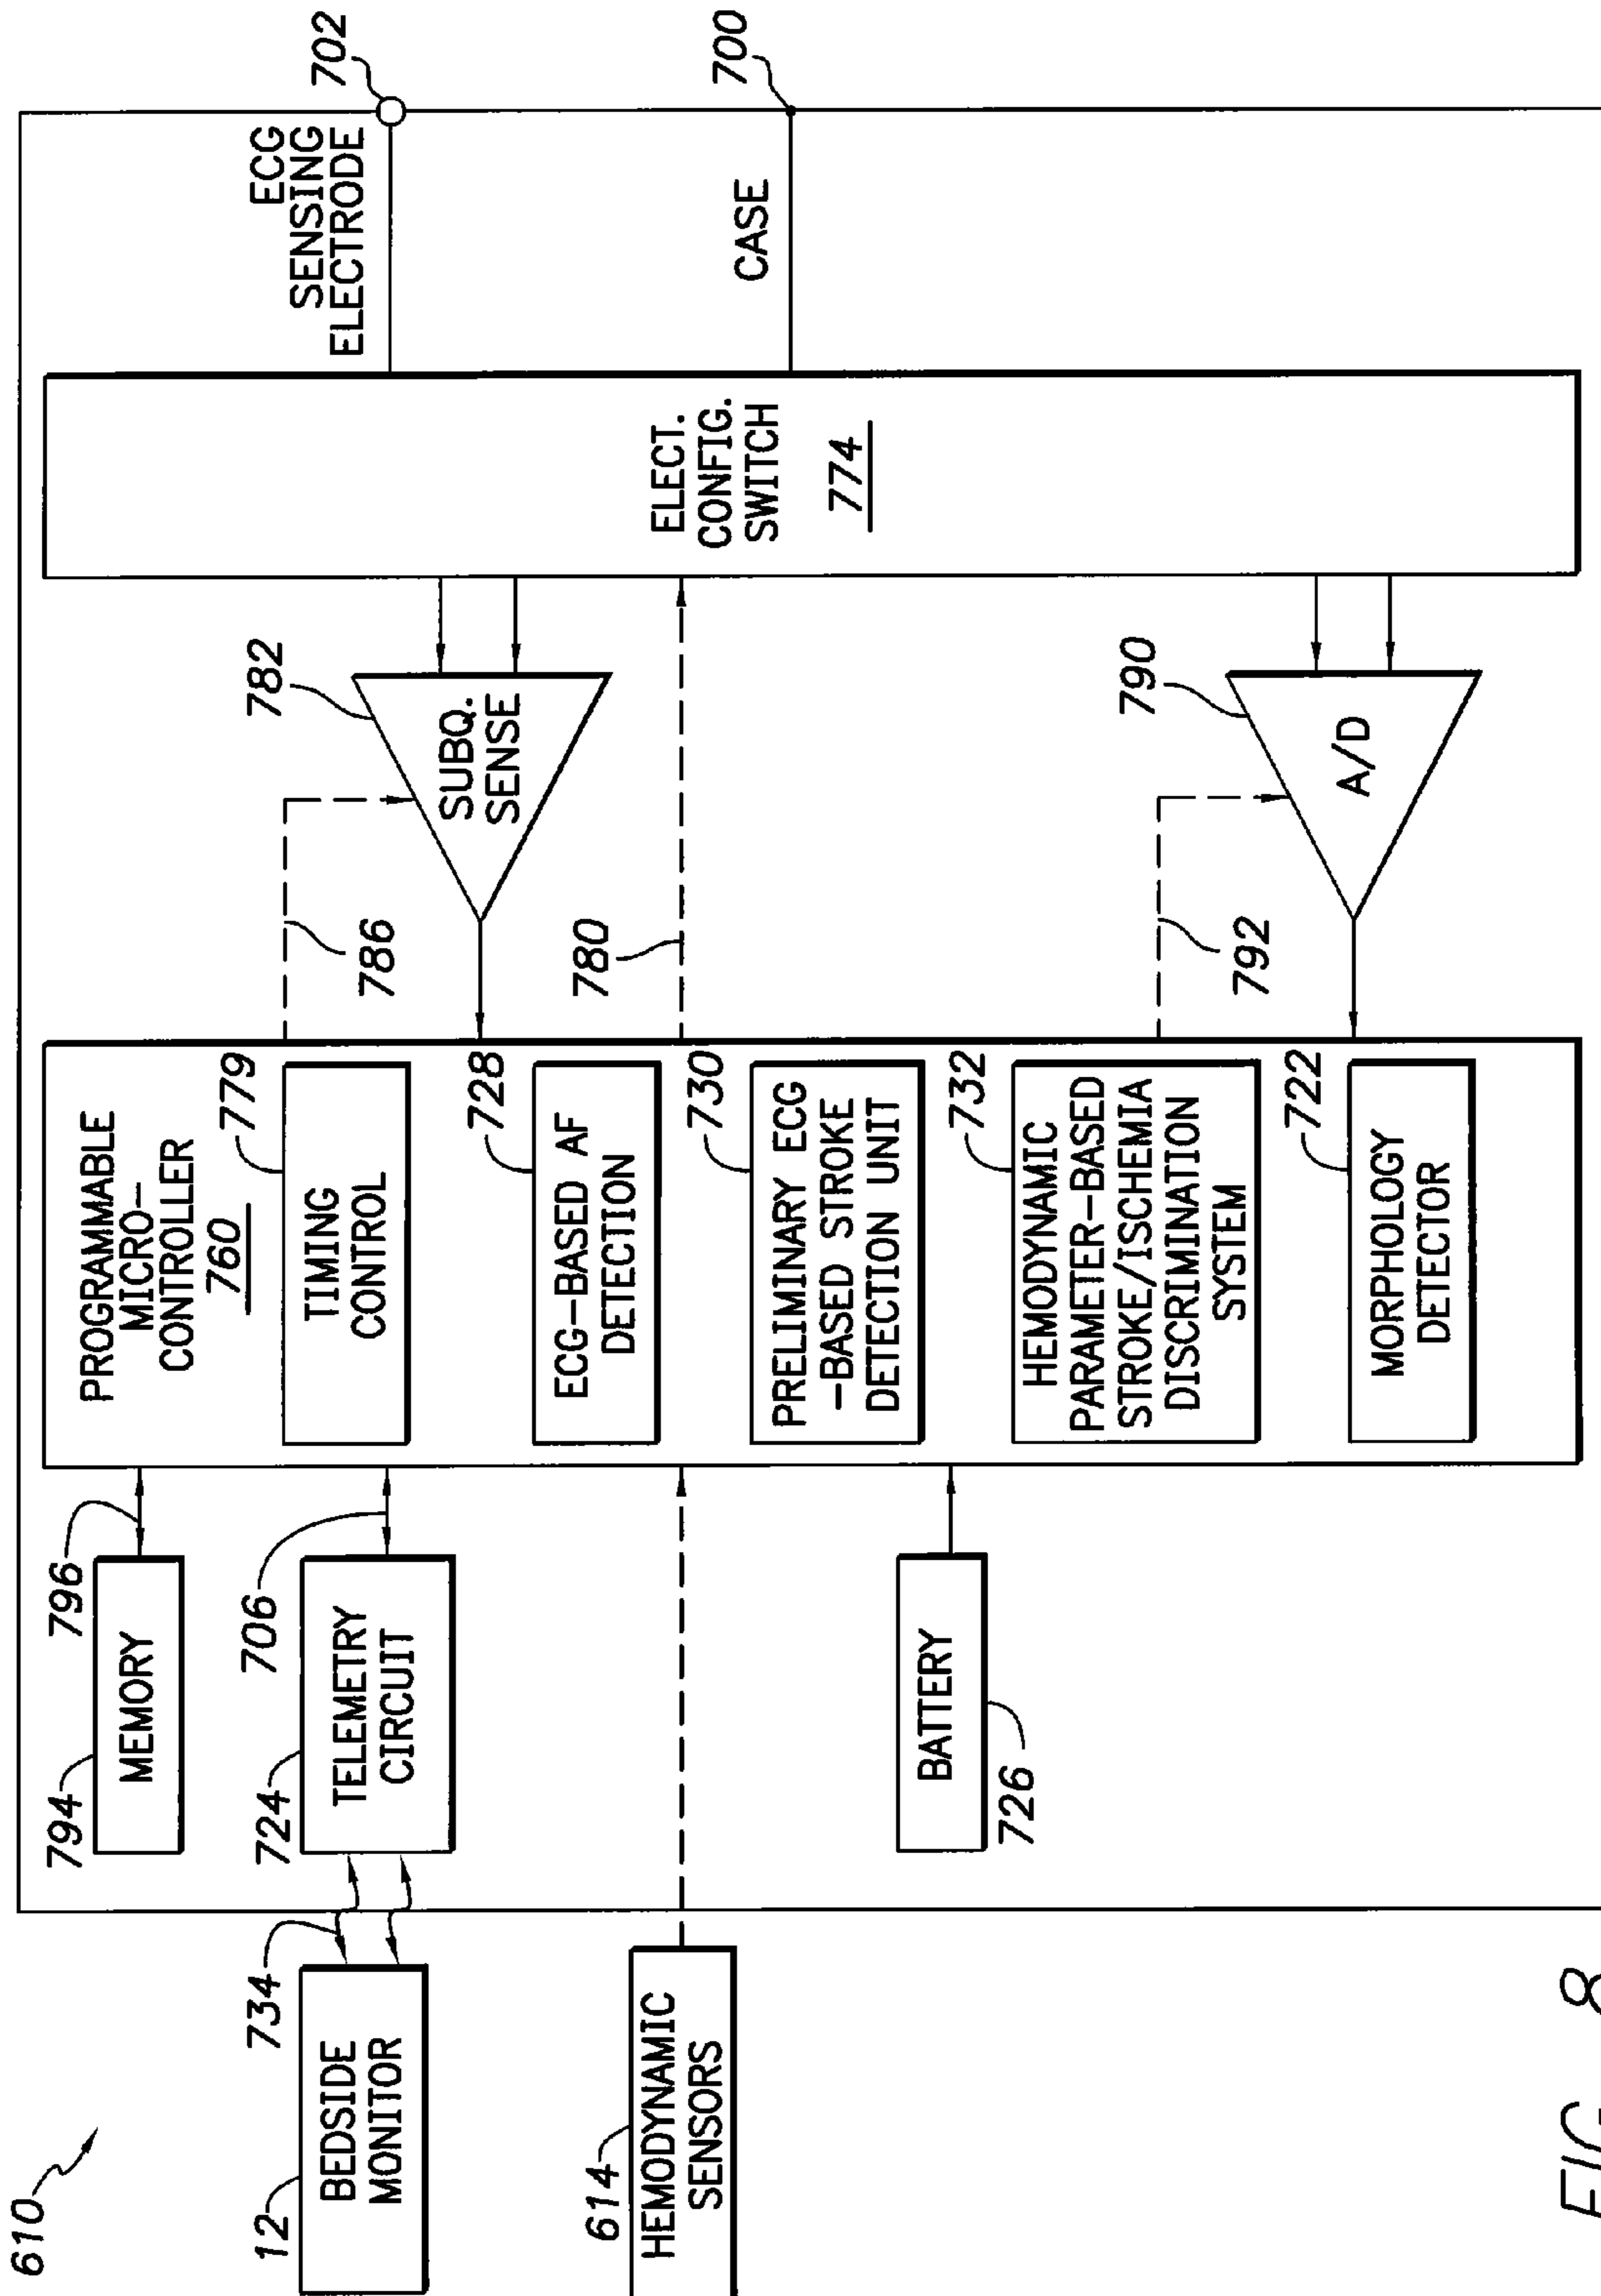 610
12
BEDSIDE
MONITOR
734
614
HEMODYNAMIC
SENSORS
794
MEMORY
796
724
TELEMETRY
CIRCUIT
706
BATTERY
726
PROGRAMMABLE
MICRO-
CONTROLLER
760
779
TIMING
CONTROL
728
ECG-BASED AF
DETECTION
730
PRELIMINARY ECG
-BASED STROKE
DETECTION UNIT
732
HEMODYNAMIC
PARAMETER-BASED
STROKE/ISCHEMIA
DISCRIMINATION
SYSTEM
722
MORPHOLOGY
DETECTOR
786
782
SUBQ.
SENSE
780
792
790
A/D
ELECT.
CONFIG.
SWITCH
774
ECG
SENSING
ELECTRODE
702
CASE
700
FIG. 8